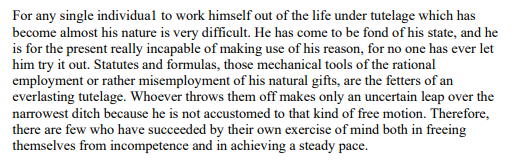 For any single individual to work himself out of the life under tutelage which has
become almost his nature is very difficult. He has come to be fond of his state, and he
is for the present really incapable of making use of his reason, for no one has ever let
him try it out. Statutes and formulas, those mechanical tools of the rational
employment or rather misemployment of his natural gifts, are the fetters of an
everlasting tutelage. Whoever throws them off makes only an uncertain leap over the
narrowest ditch because he is not accustomed to that kind of free motion. Therefore,
there are few who have succeeded by their own exercise of mind both in freeing
themselves from incompetence and in achieving a steady pace.